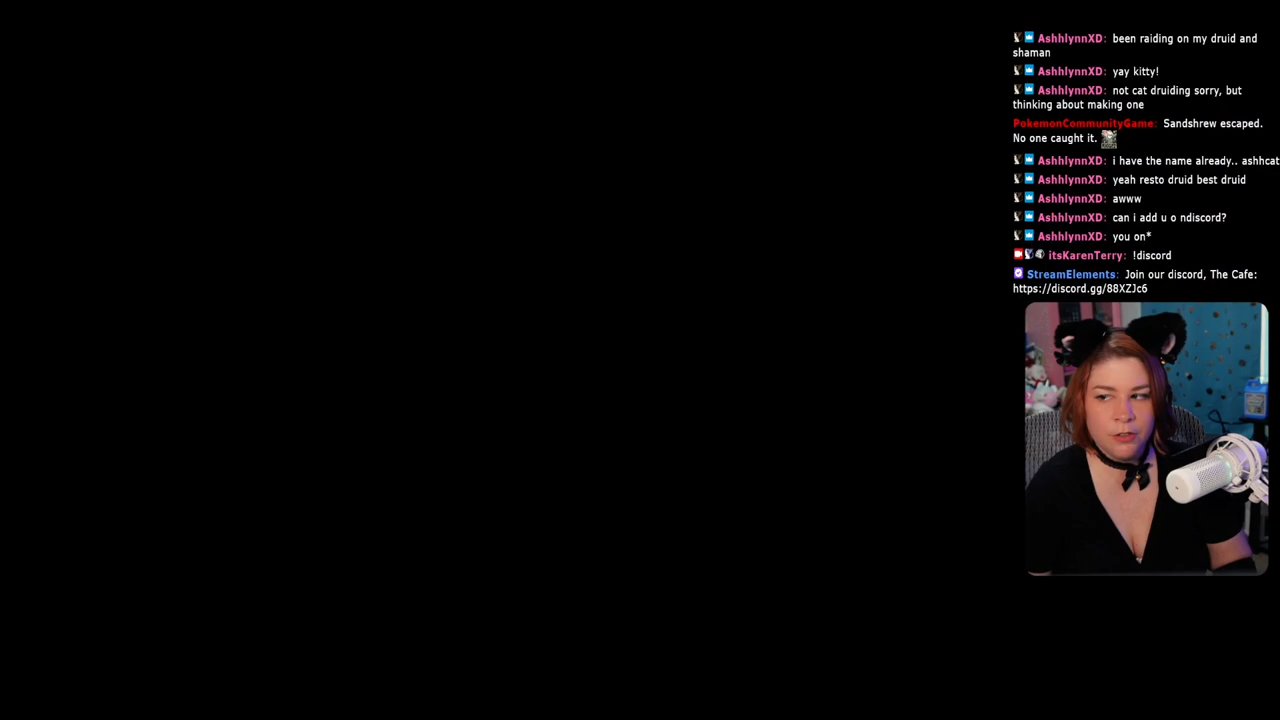 AshhlynnXD: been raiding on my druid and
shaman
AshhlynnXD: yay kitty!
AshhlynnXD: not cat druiding sorry, but
thinking about making one
PokemonCommunityGame: Sandshrew escaped.
No one caught it.
AshhlynnXD: i have the name already.. ashhcat
AshhlynnXD: yeah resto druid best druid
AshhlynnXD: awww
AshhlynnXD: can i add u o ndiscord?
AshhlynnXD: you on*
itsKarenTerry: !discord
StreamElements: Join our discord, The Cafe:
https://discord.gg/88XZJc6